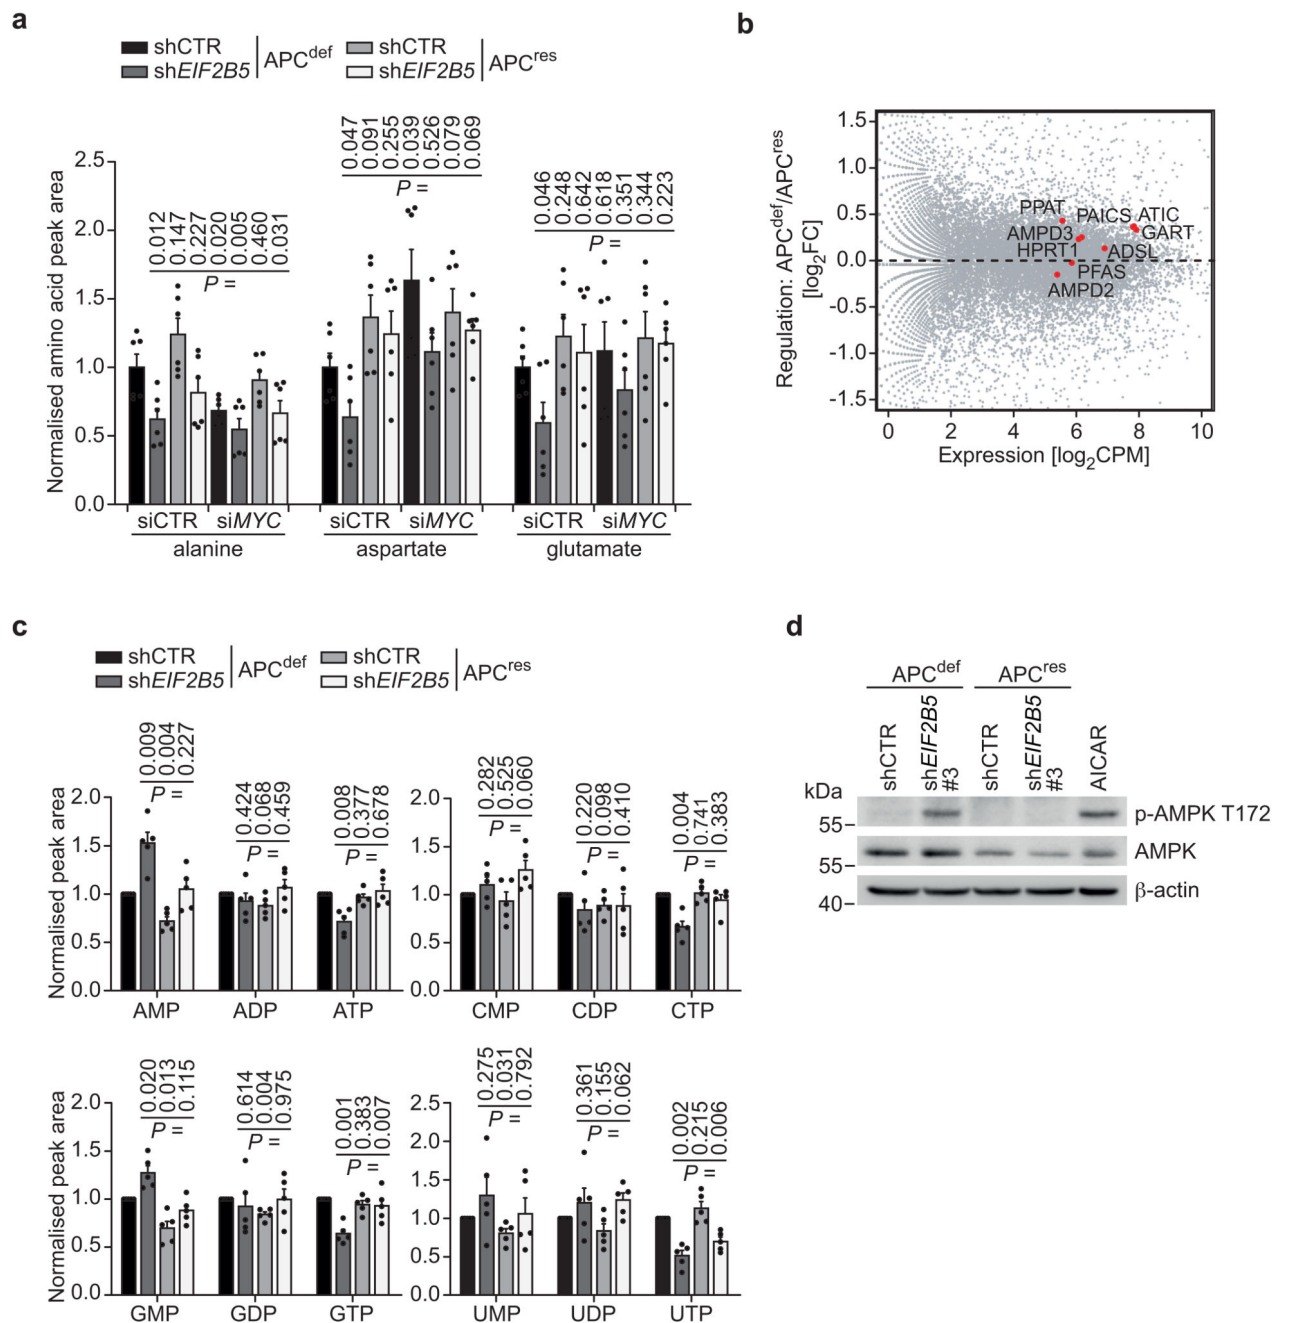 a
shCTR shCTR
shEIF2B5 APCdef shEIF2B5 APCres
Normalised amino acid peak area
2.5
2.0
1.5
1.0
0.5
0.0
0.012
0.147
0.227
0.020
0.005
0.460
0.031
P =
0.047
0.091
0.255
0.039
0.526
0.079
0.069
P =
0.046
0.248
0.642
0.618
0.351
0.344
0.223
P =
siCTR siMYC siCTR siMYC siCTR siMYC
alanine aspartate glutamate
b
Regulation: APCdef/APCres
[log2FC]
1.5
1.0
0.5
0.0
-0.5
-1.0
-1.5
PPAT PAICS ATIC
AMPD3 GART
HPRT1 ADSL
PFAS
AMPD2
0 2 4 6 8 10
Expression [log2CPM]
c
shCTR shCTR
shEIF2B5 APCdef shEIF2B5 APCres
Normalised peak area
2.0
1.5
1.0
0.5
0.0
0.009
0.004
0.227
P =
0.424
0.068
0.459
P =
0.008
0.377
0.678
P =
AMP ADP ATP
2.0
1.5
1.0
0.5
0.0
0.282
0.525
0.060
P =
0.220
0.098
0.410
P =
0.004
0.741
0.383
P =
CMP CDP CTP
Normalised peak area
2.0
1.5
1.0
0.5
0.0
0.020
0.013
0.115
P =
0.614
0.004
0.975
P =
0.001
0.383
0.007
P =
GMP GDP GTP
2.5
2.0
1.5
1.0
0.5
0.0
0.275
0.031
0.792
P =
0.361
0.155
0.062
P =
0.002
0.215
0.006
P =
UMP UDP UTP
d
APCdef APCres
shCTR
shEIF2B5
#3
shCTR
shEIF2B5
#3
AICAR
kDa
55 p-AMPK T172
55 AMPK
40 β-actin